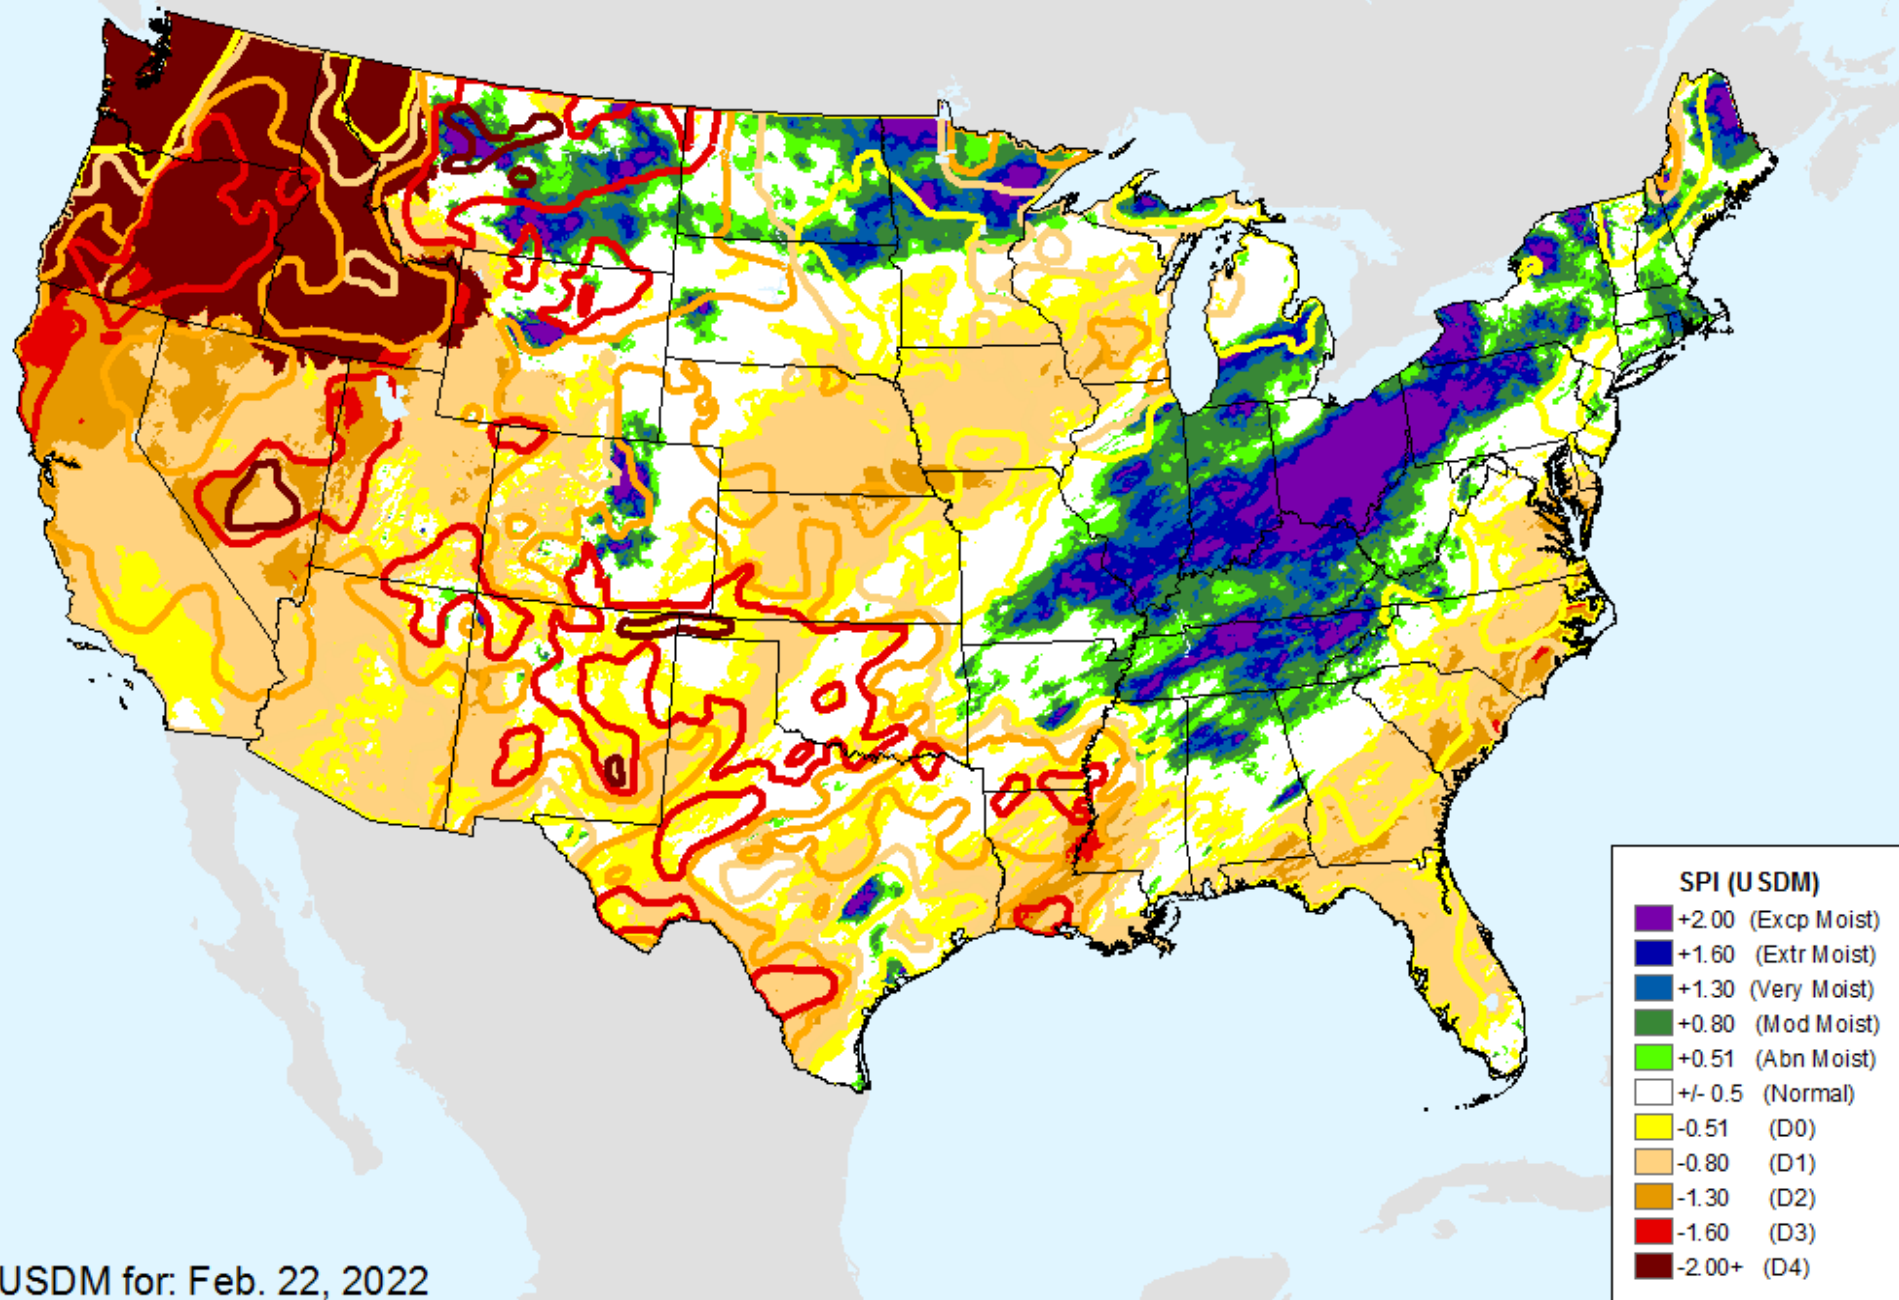 SPI (USDM)
+2.00 (Excp Moist)
+1.60 (Extr Moist)
+1.30 (Very Moist)
+0.80 (Mod Moist)
+0.51 (Abn Moist)
+/- 0.5 (Normal)
-0.51 (D0)
-0.80 (D1)
-1.30 (D2)
-1.60 (D3)
-2.00+ (D4)
USDM for: Feb. 22, 2022